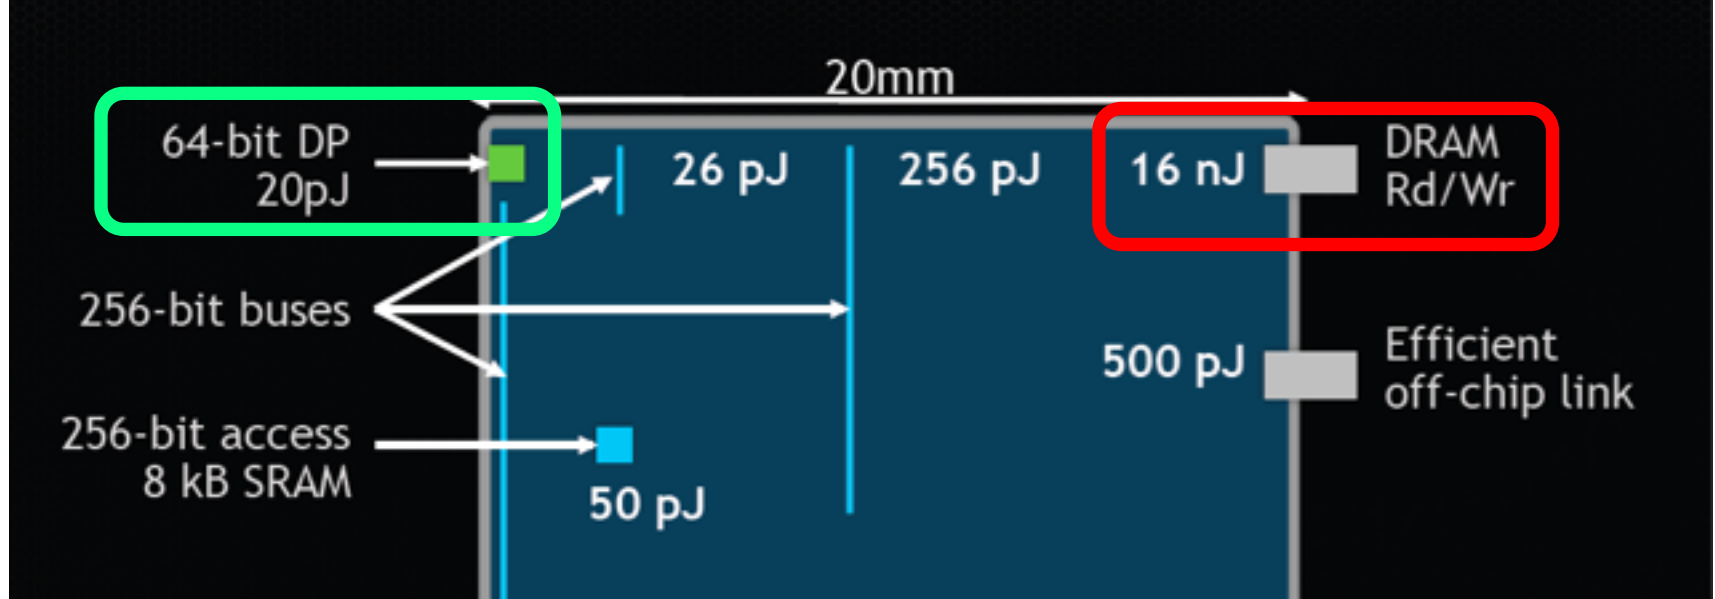 20mm
64-bit DP
20pJ
26 pJ
256 pJ
16 nJ
DRAM
Rd/Wr
256-bit buses
500 pJ
Efficient
off-chip link
256-bit access
8 kB SRAM
50 pJ